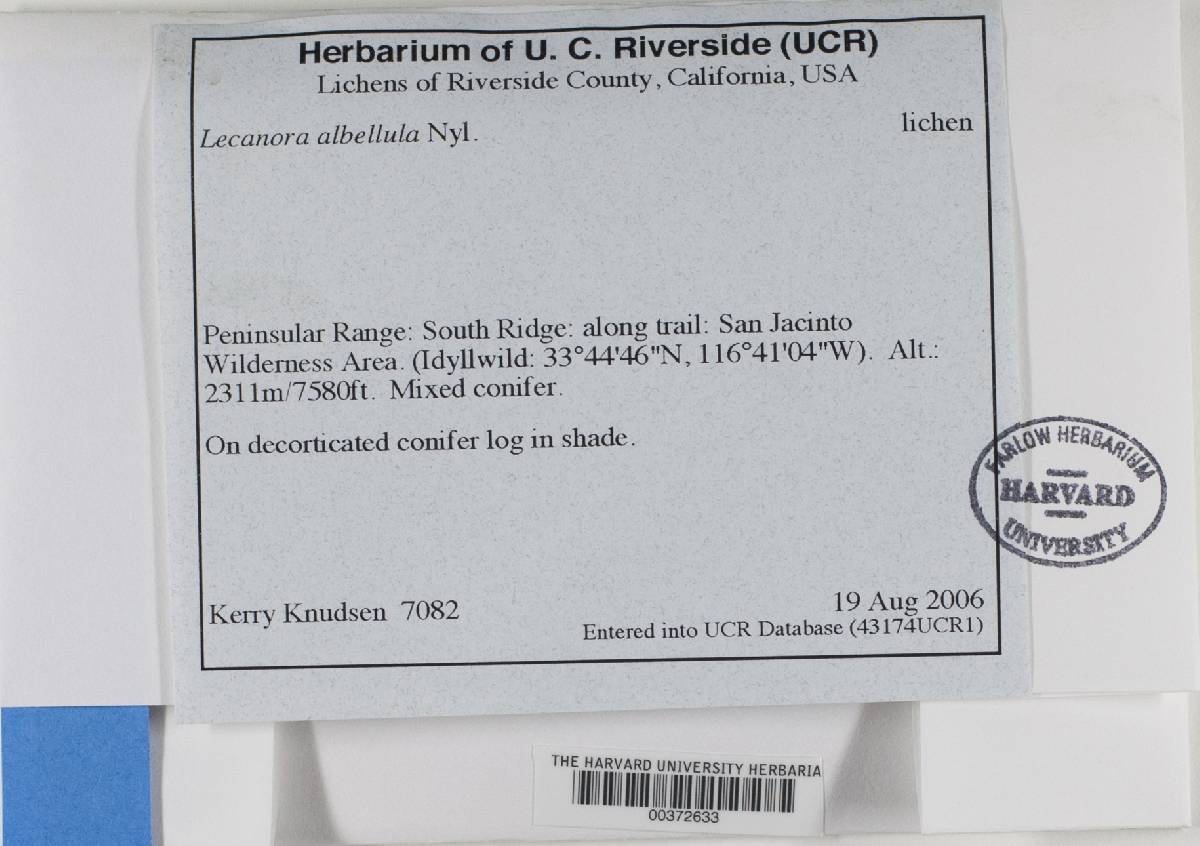 Herbarium of U. C. Riverside (UCR)
Lichens of Riverside County, California, USA
Lecanora albellula Nyl.
lichen
Peninsular Range: South Ridge: along trail: San Jacinto
Wilderness Area. (Idyllwild: 33°44'46"N, 116°41'04"W). Alt.:
2311m/7580ft. Mixed conifer.
On decorticated conifer log in shade.
FARLOW HERBARIUM
HARVARD
UNIVERSITY
Kerry Knudsen 7082
19 Aug 2006
Entered into UCR Database (43174UCR1)
THE HARVARD UNIVERSITY HERBARIA
00372633